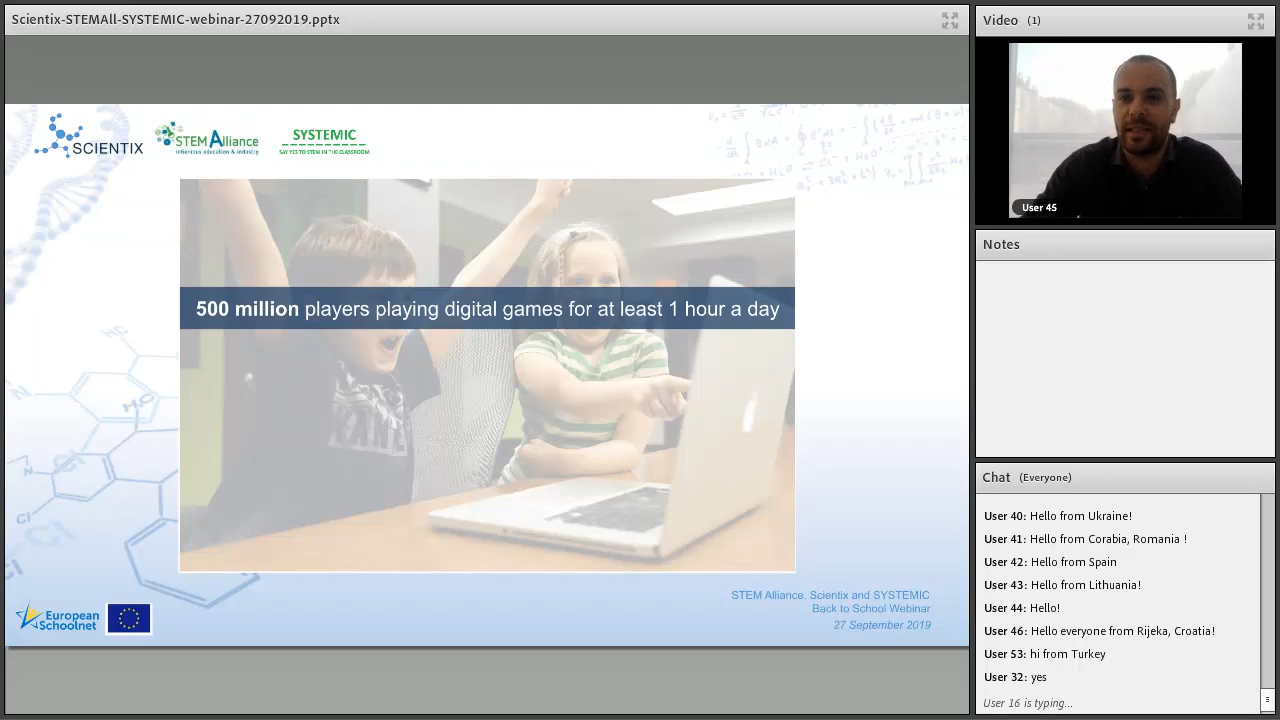 Scientix-STEMAll-SYSTEMIC-webinar-27092019.pptx
SCIENTIX
STEM Alliance
inGenious education & industry
SYSTEMIC
SAY YES TO STEM IN THE CLASSROOM
500 million players playing digital games for at least 1 hour a day
STEM Alliance, Scientix and SYSTEMIC
Back to School Webinar
27 September 2019
European
Schoolnet
Video (1)
User 45
Notes
Chat (Everyone)
User 40: Hello from Ukraine!
User 41: Hello from Corabia, Romania !
User 42: Hello from Spain
User 43: Hello from Lithuania!
User 44: Hello!
User 46: Hello everyone from Rijeka, Croatia!
User 53: hi from Turkey
User 32: yes
User 16 is typing...